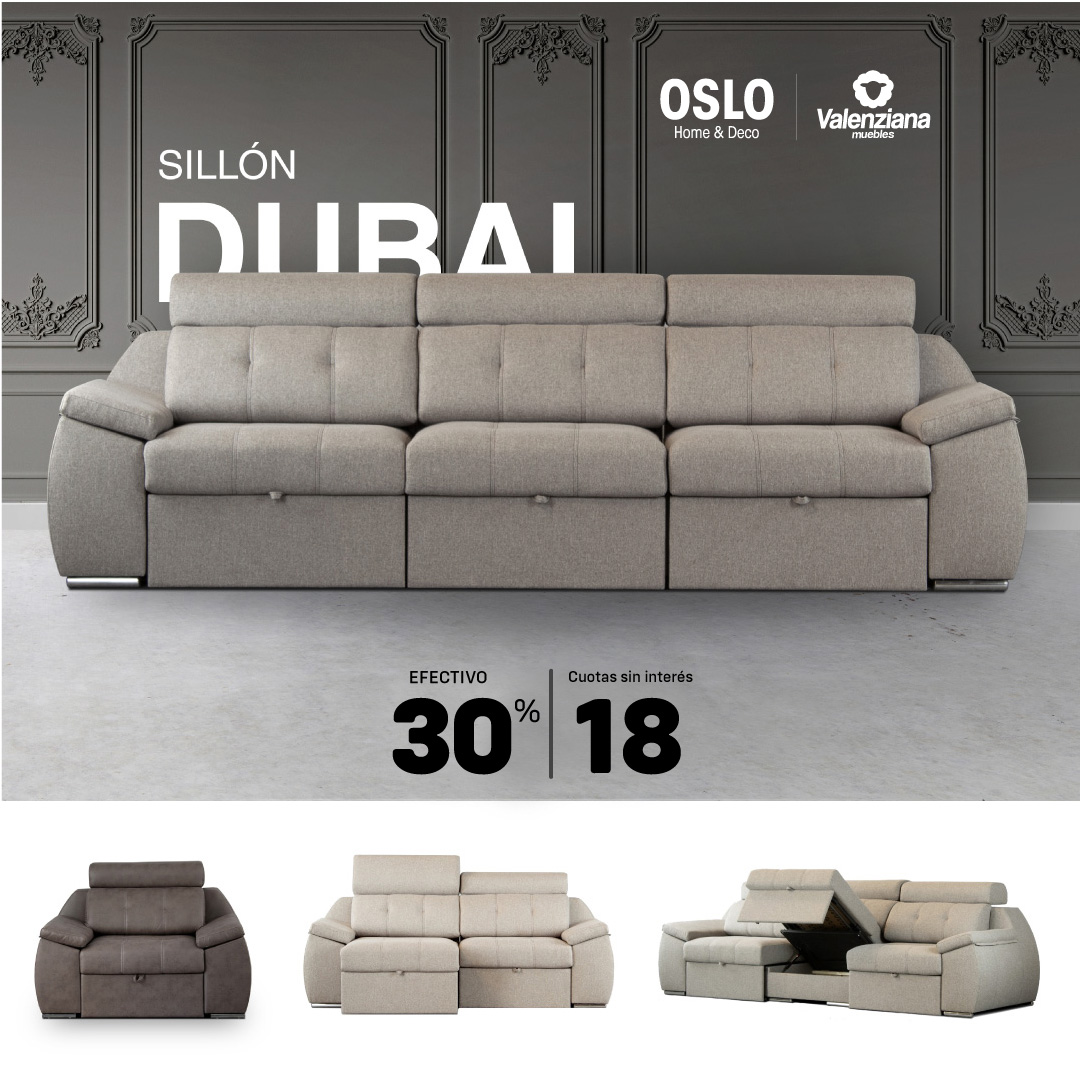 OSLO
Home & Deco
Valenziana
muebles
SILLÓN
DUBAI
EFECTIVO
30%
Cuotas sin interés
18